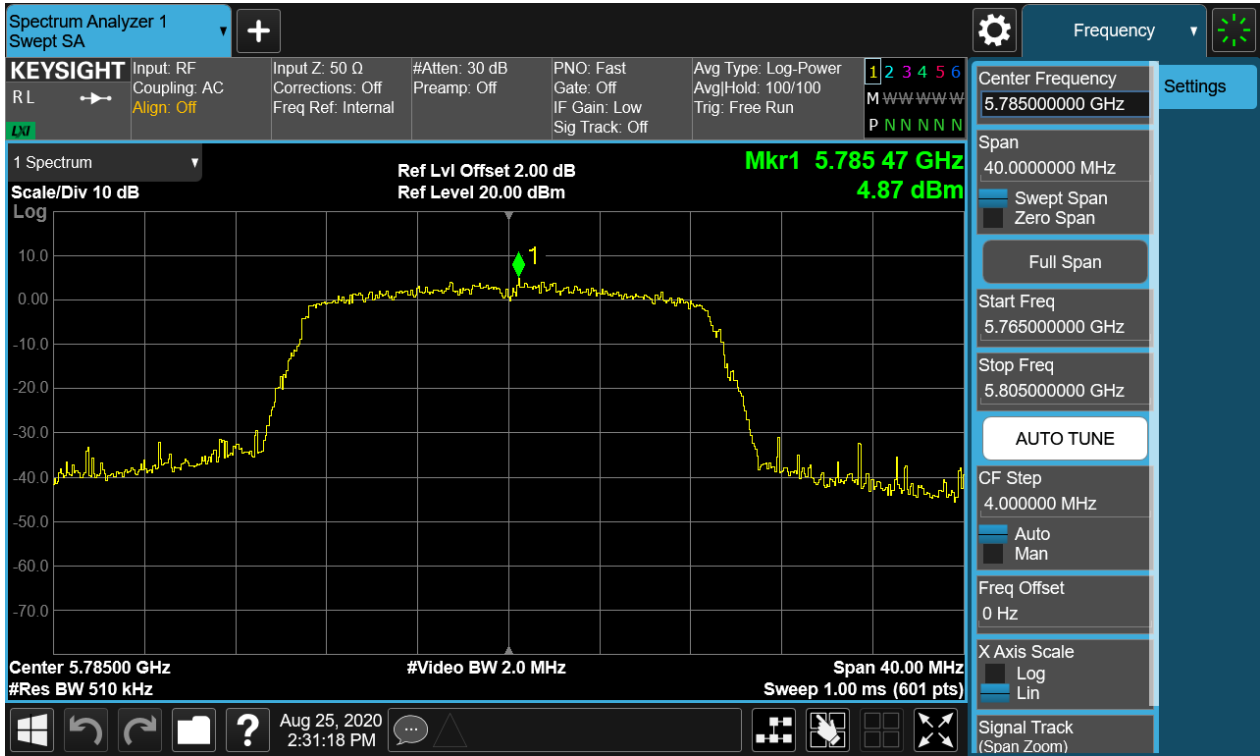 Spectrum Analyzer 1
Swept SA
Frequency
KEYSIGHT
R L
LXI
Input: RF
Coupling: AC
Align: Off
Input Z: 50 Ω
Corrections: Off
Freq Ref: Internal
#Atten: 30 dB
Preamp: Off
PNO: Fast
Gate: Off
IF Gain: Low
Sig Track: Off
Avg Type: Log-Power
Avg|Hold: 100/100
Trig: Free Run
1 2 3 4 5 6
M W W W W W
P N N N N N
1 Spectrum
Scale/Div 10 dB
Ref Lvl Offset 2.00 dB
Ref Level 20.00 dBm
Mkr1 5.785 47 GHz
4.87 dBm
Log
1
10.0
0.00
-10.0
-20.0
-30.0
-40.0
-50.0
-60.0
-70.0
Center 5.78500 GHz
#Res BW 510 kHz
#Video BW 2.0 MHz
Span 40.00 MHz
Sweep 1.00 ms (601 pts)
Settings
Center Frequency
5.785000000 GHz
Span
40.0000000 MHz
Swept Span
Zero Span
Full Span
Start Freq
5.765000000 GHz
Stop Freq
5.805000000 GHz
AUTO TUNE
CF Step
4.000000 MHz
Auto
Man
Freq Offset
0 Hz
X Axis Scale
Log
Lin
Signal Track
(Span Zoom)
?
Aug 25, 2020
2:31:18 PM